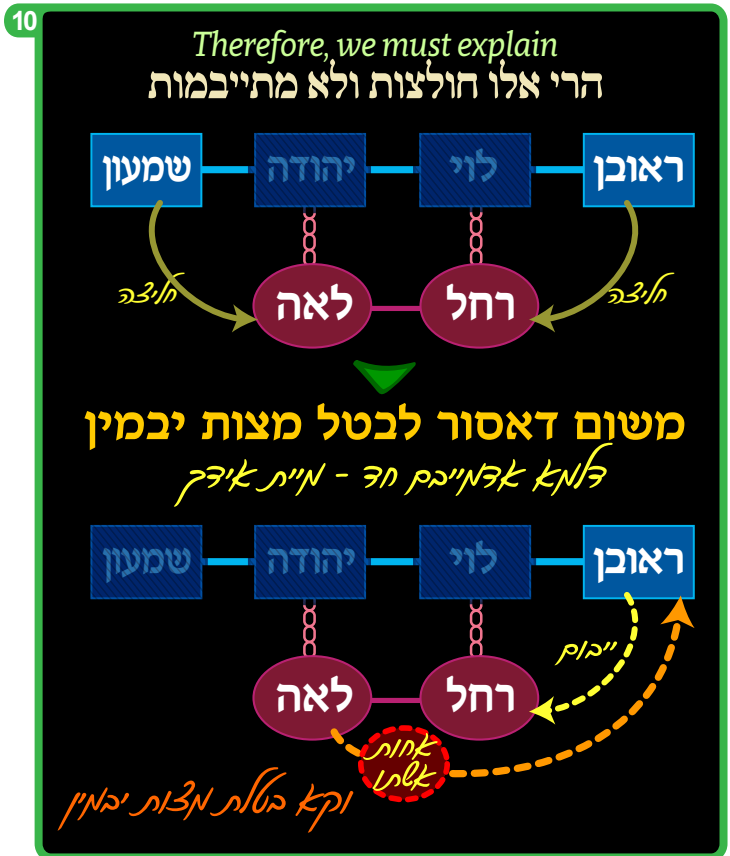 10
Therefore, we must explain
הרי אלו חולצות ולא מתייבמות
ראובן לוי יהודה שמעון
חליצה חליצה
רחל לאה
משום דאסור לבטל מצות יבמין
דלמא אדמייבם חד - מיית אידך
ראובן לוי יהודה שמעון
ייבום
רחל לאה
אחות
אשתו
וקא בטלת מצות יבמין